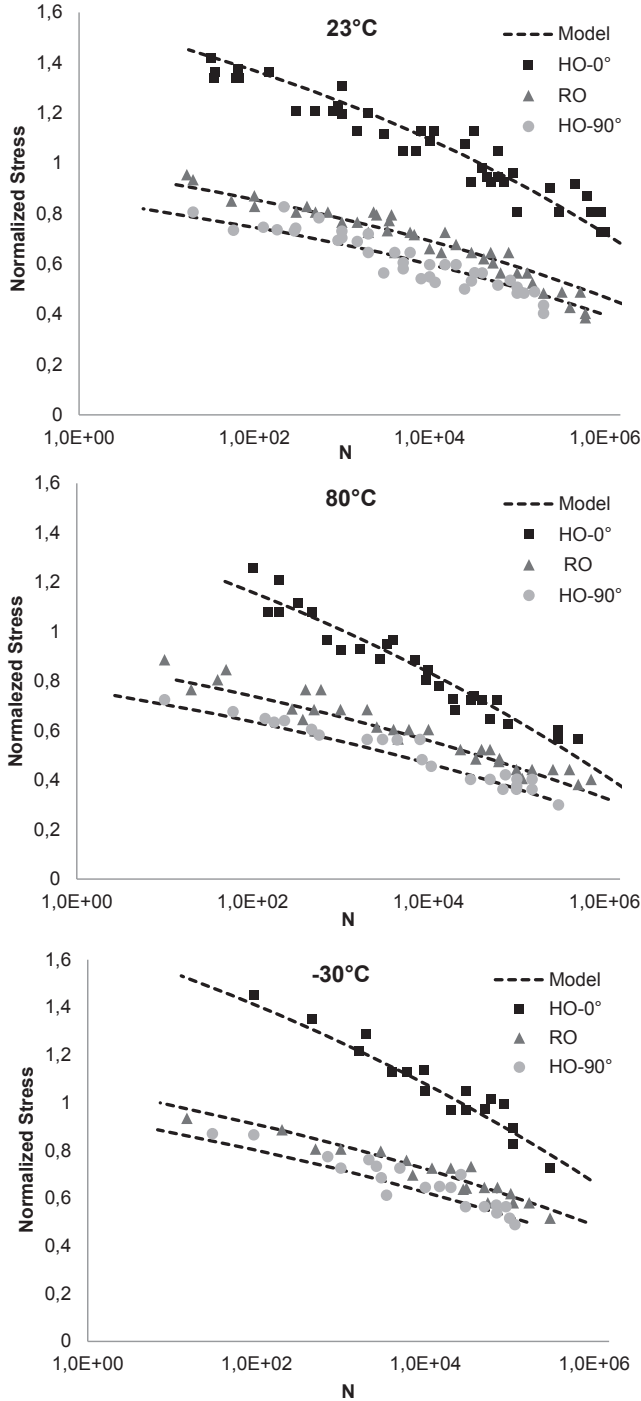 23°C
1,6
1,4
1,2
1
0,8
0,6
0,4
0,2
0
Normalized Stress
Model
HO-0°
RO
HO-90°
1,0E+00
1,0E+02
1,0E+04
1,0E+06
N
80°C
1,6
1,4
1,2
1
0,8
0,6
0,4
0,2
0
Normalezed Stress
Model
HO-0°
RO
HO-90°
1,0E+00
1,0E+02
1,0E+04
1,0E+06
N
-30°C
1,6
1,4
1,2
1
0,8
0,6
0,4
0,2
0
Normalized Stress
Model
HO-0°
RO
HO-90°
1,0E+00
1,0E+02
1,0E+04
1,0E+06
N